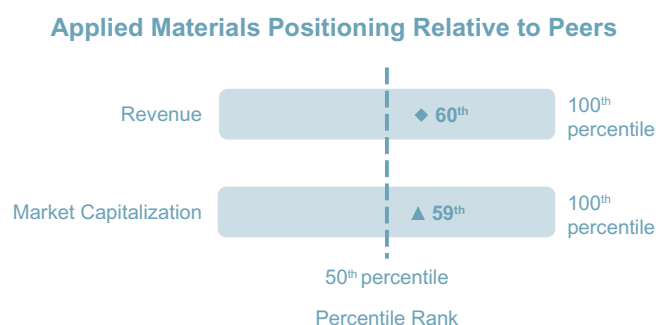 Applied Materials Positioning Relative to Peers
Revenue
◆ 60th
100th
percentile
Market Capitalization
▲ 59th
100th
percentile
50th percentile
Percentile Rank